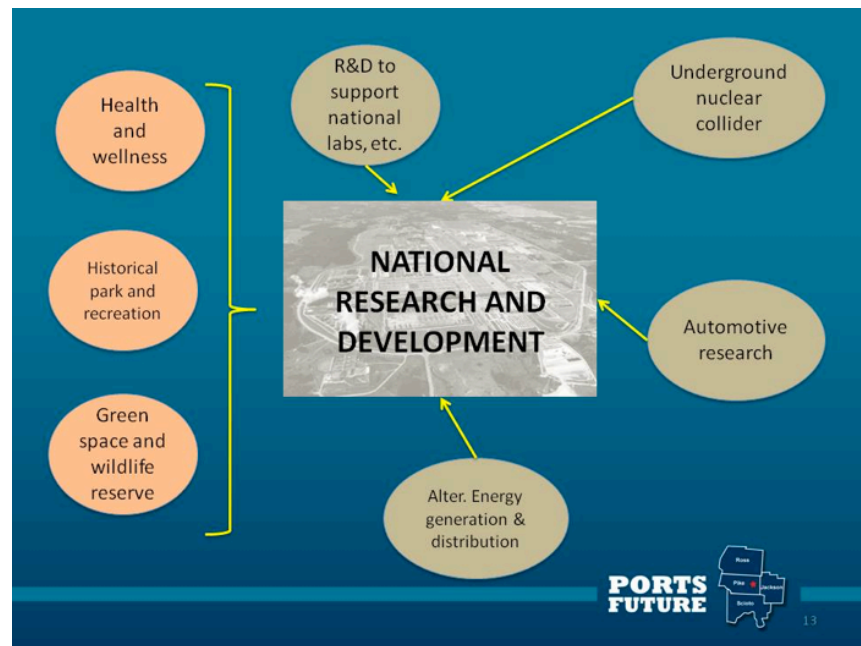 Health
and
wellness
Historical
park and
recreation
Green
space and
wildlife
reserve
R&D to
support
national
labs, etc.
Underground
nuclear
collider
NATIONAL
RESEARCH AND
DEVELOPMENT
Automotive
research
Alter. Energy
generation &
distribution
PORTS
FUTURE
Ross
Pike
Jackson
Scioto
13